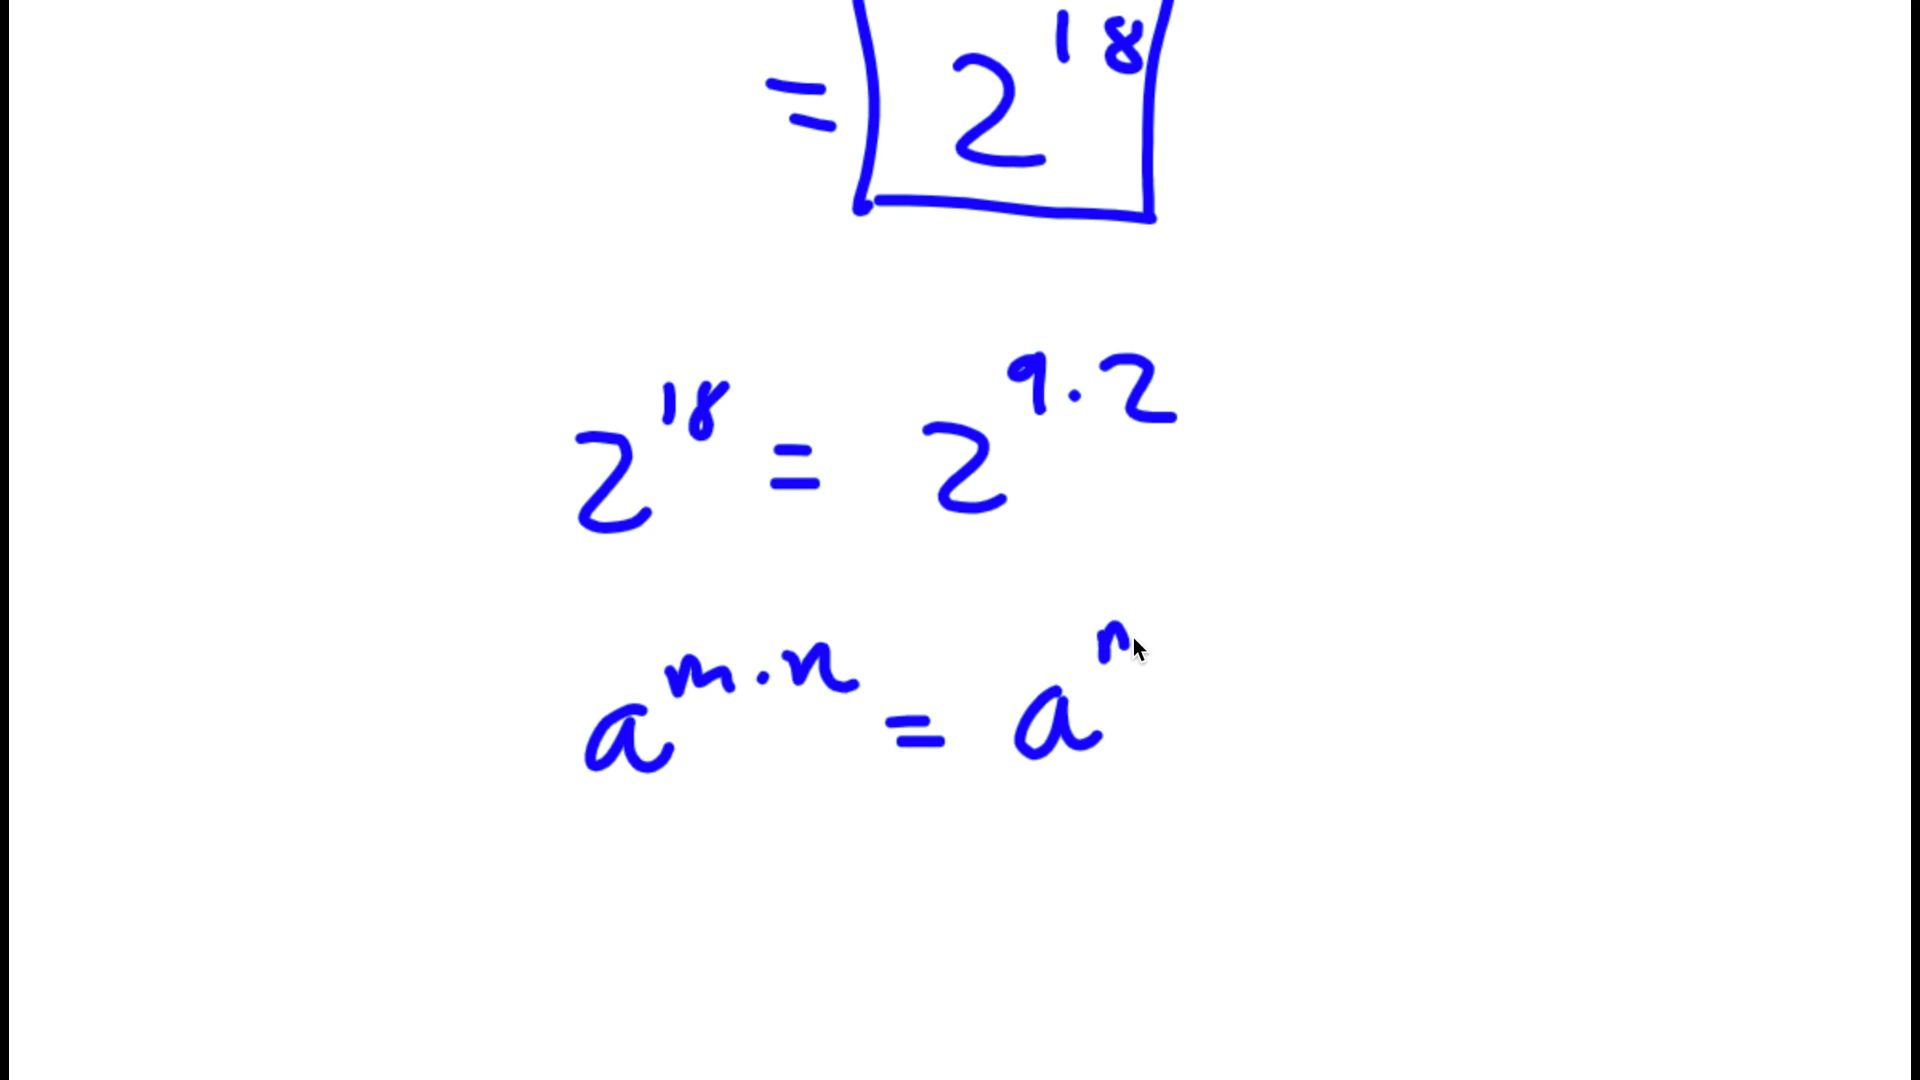 = 2^18
2^18 = 2^9·2
a^m·n = a^n